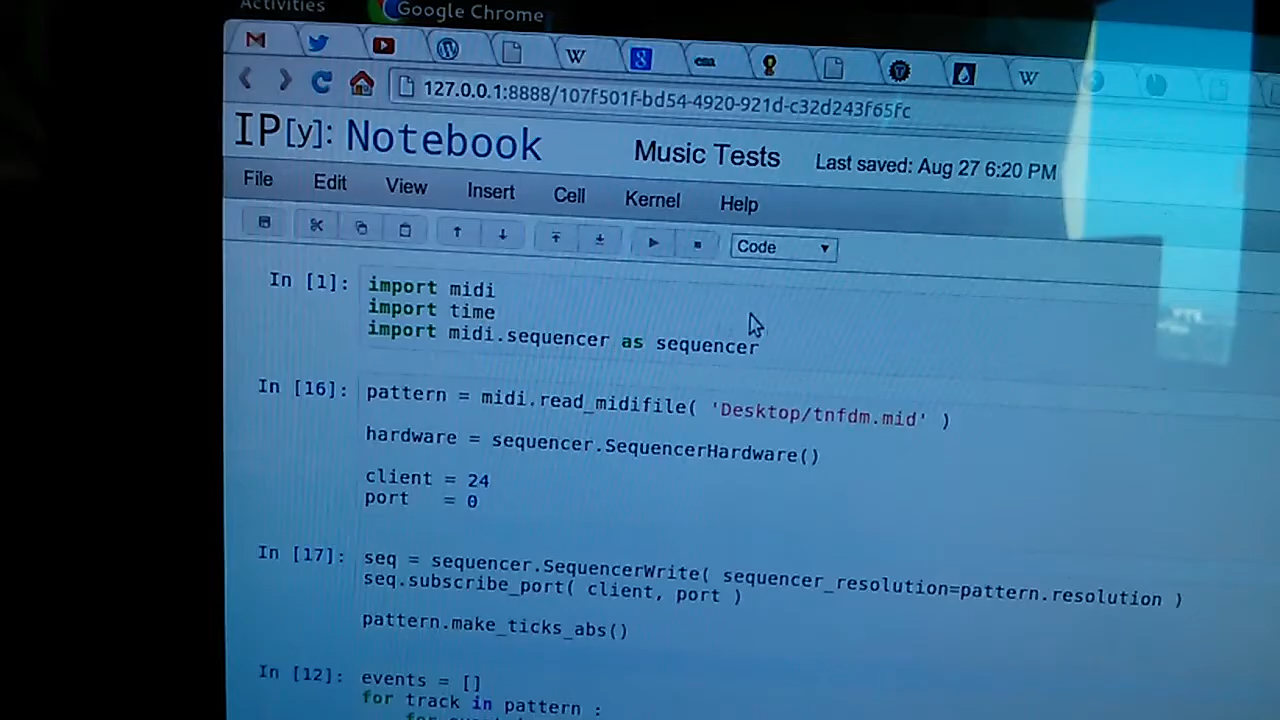 Activities
Google Chrome
127.0.0.1:8888/107f501f-bd54-4920-921d-c32d243f65fc
IP[y]: Notebook Music Tests Last saved: Aug 27 6:20 PM
File Edit View Insert Cell Kernel Help
Code
In [1]: import midi
import time
import midi.sequencer as sequencer
In [16]: pattern = midi.read_midifile( 'Desktop/tnfdm.mid' )
hardware = sequencer.SequencerHardware()
client = 24
port = 0
In [17]: seq = sequencer.SequencerWrite( sequencer_resolution=pattern.resolution )
seq.subscribe_port( client, port )
pattern.make_ticks_abs()
In [12]: events = []
for track in pattern :